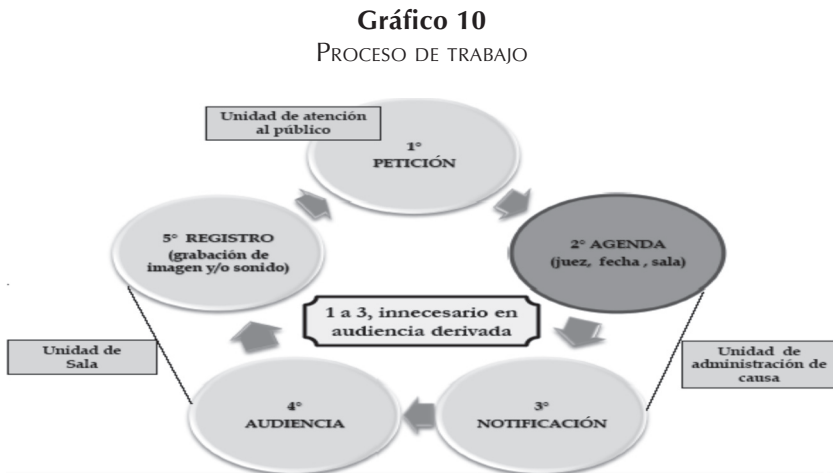 Gráfico 10
PROCESO DE TRABAJO
Unidad de atención
al público
1°
PETICIÓN
2° AGENDA
(juez, fecha , sala)
5° REGISTRO
(grabación de
imagen y/o sonido)
1 a 3, innecesario en
audiencia derivada
Unidad de
Sala
Unidad de
administración de
causa
4°
AUDIENCIA
3°
NOTIFICACIÓN